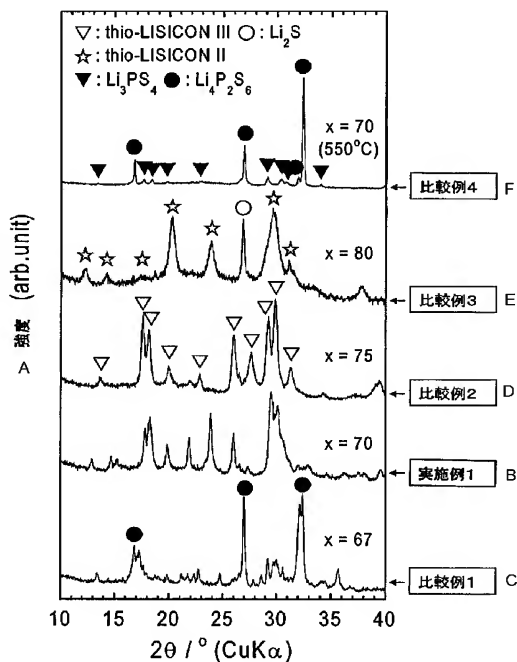 ▽ : thio-LISICON III ○ : Li₂S
☆ : thio-LISICON II
▼ : Li₃PS₄ ● : Li₄P₂S₆
x = 70
(550°C)
比較例4 F
x = 80
比較例3 E
x = 75
比較例2 D
x = 70
実施例1 B
x = 67
比較例1 C
A 強度 (arb.unit)
10 15 20 25 30 35 40
2θ / ° (CuKα)